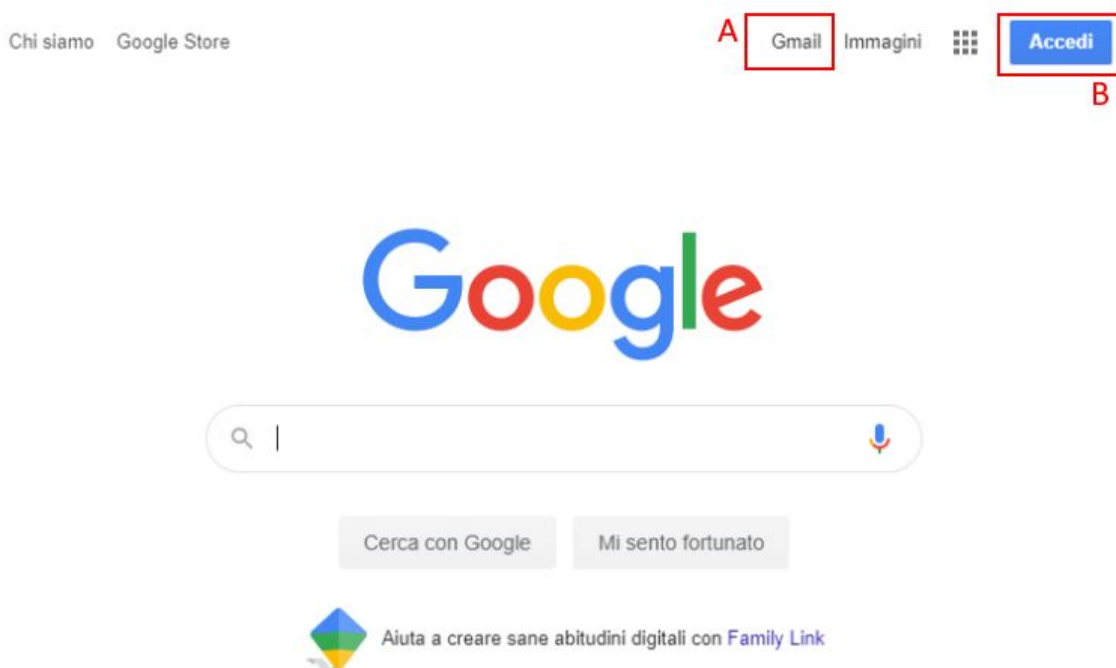 Chi siamo Google Store A Gmail Immagini Accedi
B
Google
Cerca con Google Mi sento fortunato
Aiuta a creare sane abitudini digitali con Family Link